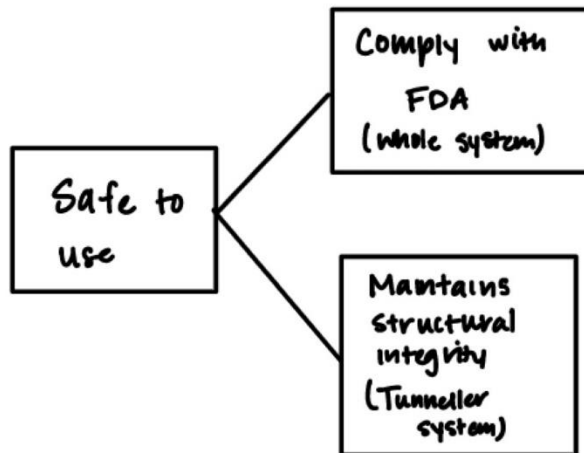 Comply with
FDA
(whole system)
Safe to
use
Maintains
structural
integrity
(Tunneller
system)